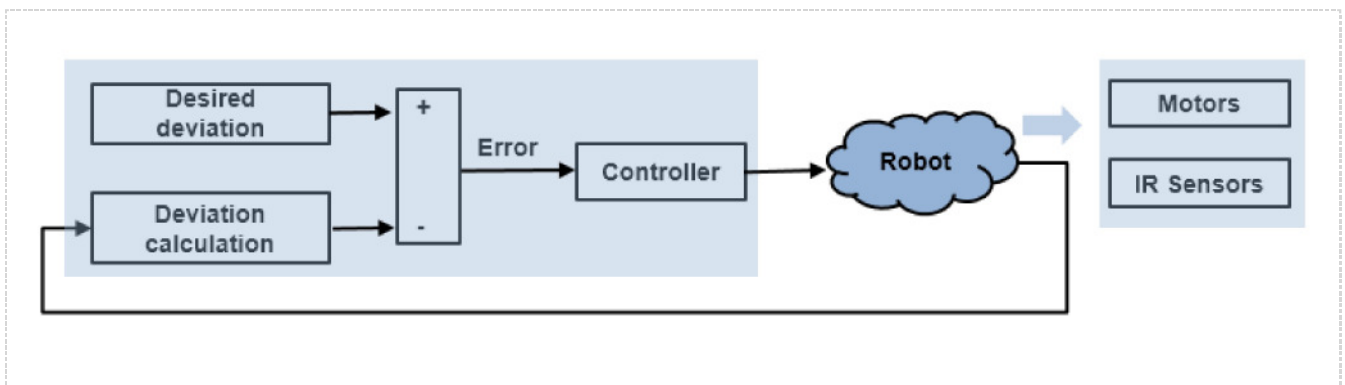 Desired
deviation
+
Error
Controller
Robot
Motors
IR Sensors
Deviation
calculation
-